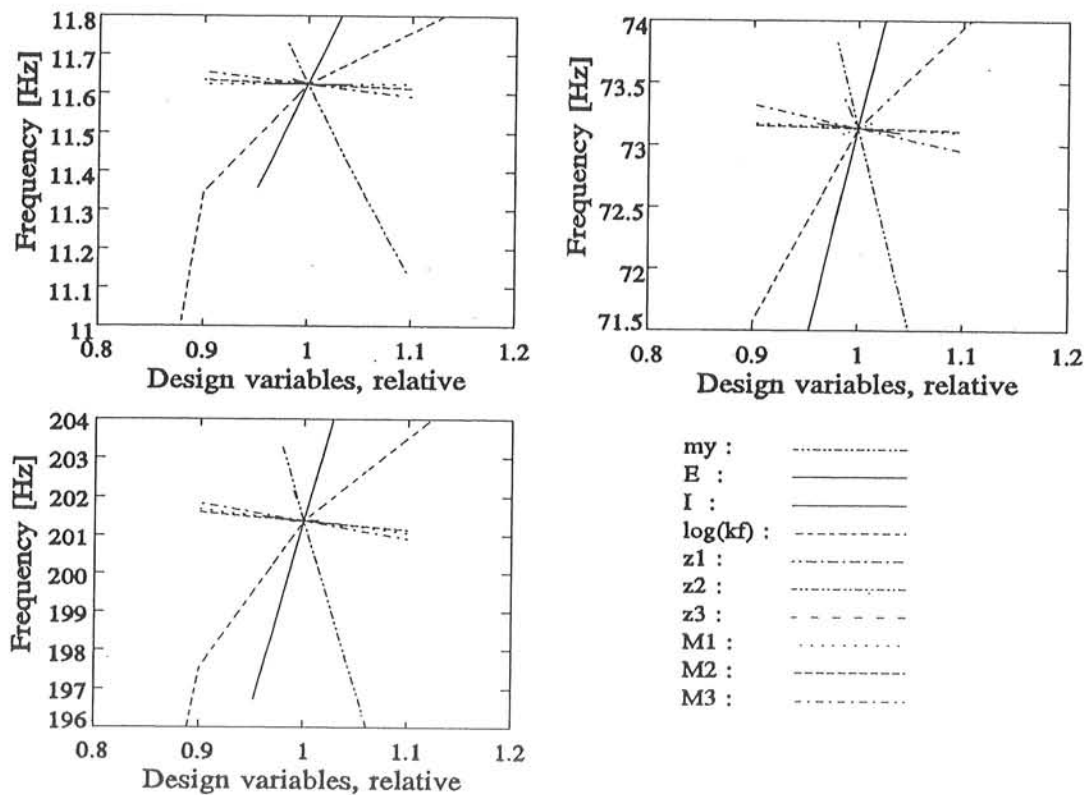 11.8
11.7
11.6
11.5
11.4
11.3
11.2
11.1
11
0.8 0.9 1 1.1 1.2
Frequency [Hz]
Design variables, relative
74
73.5
73
72.5
72
71.5
0.8 0.9 1 1.1 1.2
Frequency [Hz]
Design variables, relative
204
203
202
201
200
199
198
197
196
0.8 0.9 1 1.1 1.2
Frequency [Hz]
Design variables, relative
my :
E :
I :
log(kf) :
z1 :
z2 :
z3 :
M1 :
M2 :
M3 :